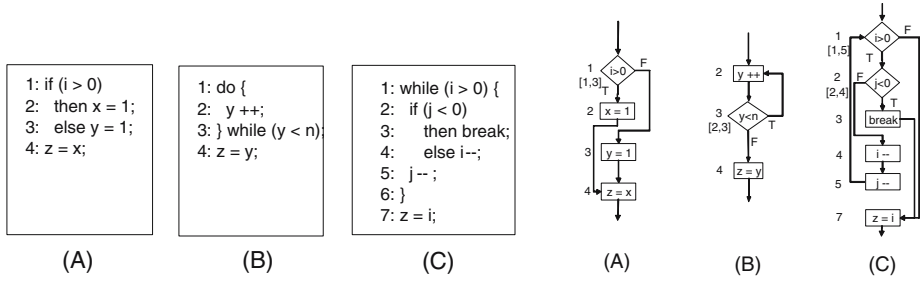 1: if (i > 0)
2: then x = 1;
3: else y = 1;
4: z = x;
(A)
1: do {
2: y ++;
3: } while (y < n);
4: z = y;
(B)
1: while (i > 0) {
2: if (j < 0)
3: then break;
4: else i--;
5: j -- ;
6: }
7: z = i;
(C)
1
[1,3]
i>0
F
T
2
x = 1
3
y = 1
4
z = x
(A)
2
y ++
3
[2,3]
y<n
T
F
4
z = y
(B)
1
[1,5]
i>0
F
T
2
[2,4]
F
j<0
T
3
break
4
i --
5
j --
7
z = i
(C)